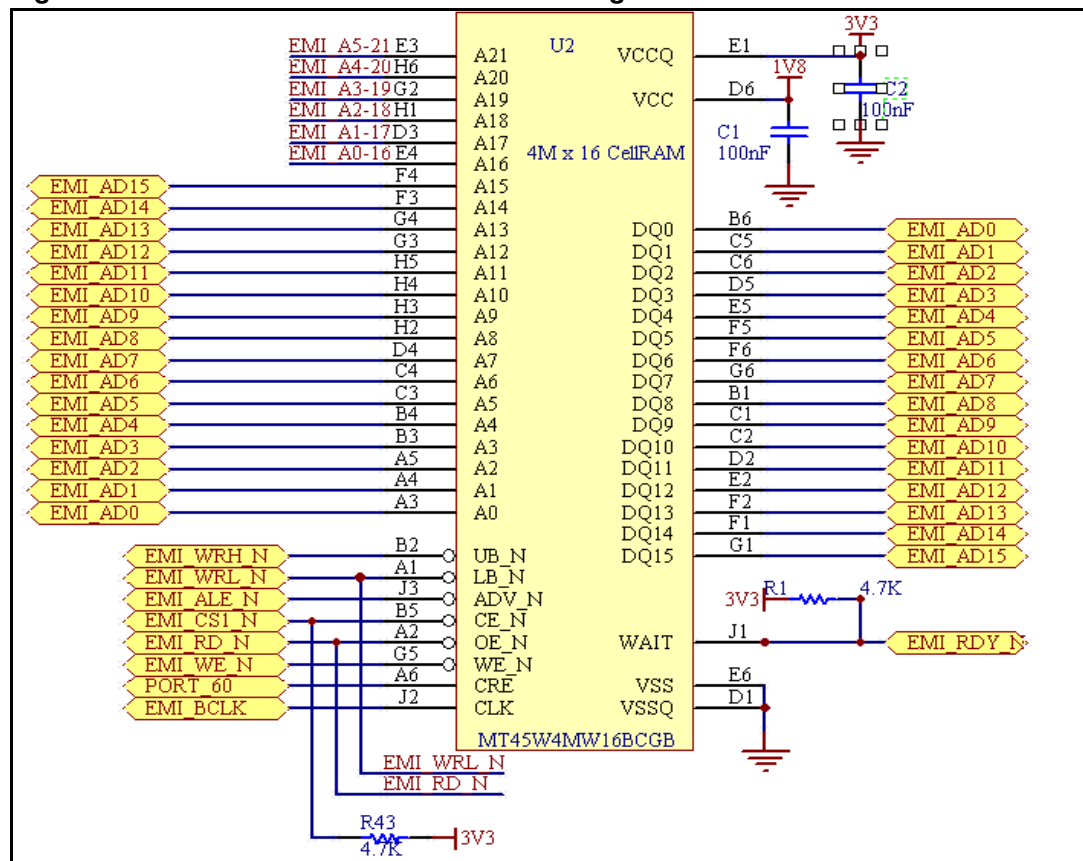 3V3
EMI_A5-21 E3 A21 U2 VCCQ E1
EMI_A4-20 H6 A20 1V8
EMI_A3-19 G2 A19 VCC D6 C2
EMI_A2-18 H1 A18 100nF
EMI_A1-17 D3 A17 C1
EMI_A0-16 E4 A16 4M x 16 CellRAM 100nF
EMI_AD15 F4 A15
EMI_AD14 F3 A14
EMI_AD13 G4 A13 DQ0 B6 EMI_AD0
EMI_AD12 G3 A12 DQ1 C5 EMI_AD1
EMI_AD11 H5 A11 DQ2 C6 EMI_AD2
EMI_AD10 H4 A10 DQ3 D5 EMI_AD3
EMI_AD9 H3 A9 DQ4 E5 EMI_AD4
EMI_AD8 H2 A8 DQ5 F5 EMI_AD5
EMI_AD7 D4 A7 DQ6 F6 EMI_AD6
EMI_AD6 C4 A6 DQ7 G6 EMI_AD7
EMI_AD5 C3 A5 DQ8 B1 EMI_AD8
EMI_AD4 B4 A4 DQ9 C1 EMI_AD9
EMI_AD3 B3 A3 DQ10 C2 EMI_AD10
EMI_AD2 A5 A2 DQ11 D2 EMI_AD11
EMI_AD1 A4 A1 DQ12 E2 EMI_AD12
EMI_AD0 A3 A0 DQ13 F2 EMI_AD13
DQ14 F1 EMI_AD14
EMI_WRH_N B2 UB_N DQ15 G1 EMI_AD15
EMI_WRL_N A1 LB_N
EMI_ALE_N J3 ADV_N 3V3 R1 4.7K
EMI_CS1_N B5 CE_N
EMI_RD_N A2 OE_N WAIT J1 EMI_RDY_N
EMI_WE_N G5 WE_N
PORT_60 A6 CRE VSS E6
EMI_BCLK J2 CLK VSSQ D1
MT45W4MW16BCGB
EMI_WRL_N
EMI_RD_N
R43
4.7K 3V3